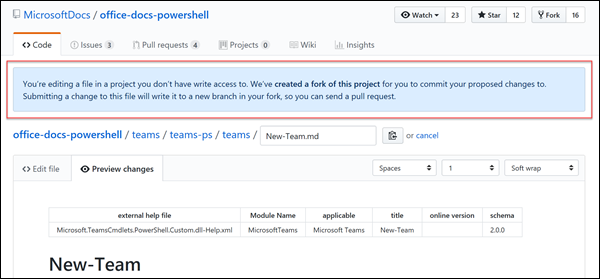 MicrosoftDocs / office-docs-powershell
Watch 23 Star 12 Fork 16
Code Issues 3 Pull requests 4 Projects 0 Wiki Insights
You're editing a file in a project you don't have write access to. We've created a fork of this project for you to commit your proposed changes to.
Submitting a change to this file will write it to a new branch in your fork, so you can send a pull request.
office-docs-powershell / teams / teams-ps / teams / New-Team.md or cancel
<> Edit file Preview changes Spaces 1 Soft wrap
external help file Module Name applicable title online version schema
Microsoft.TeamsCmdlets.PowerShell.Custom.dll-Help.xml MicrosoftTeams Microsoft Teams New-Team 2.0.0
New-Team